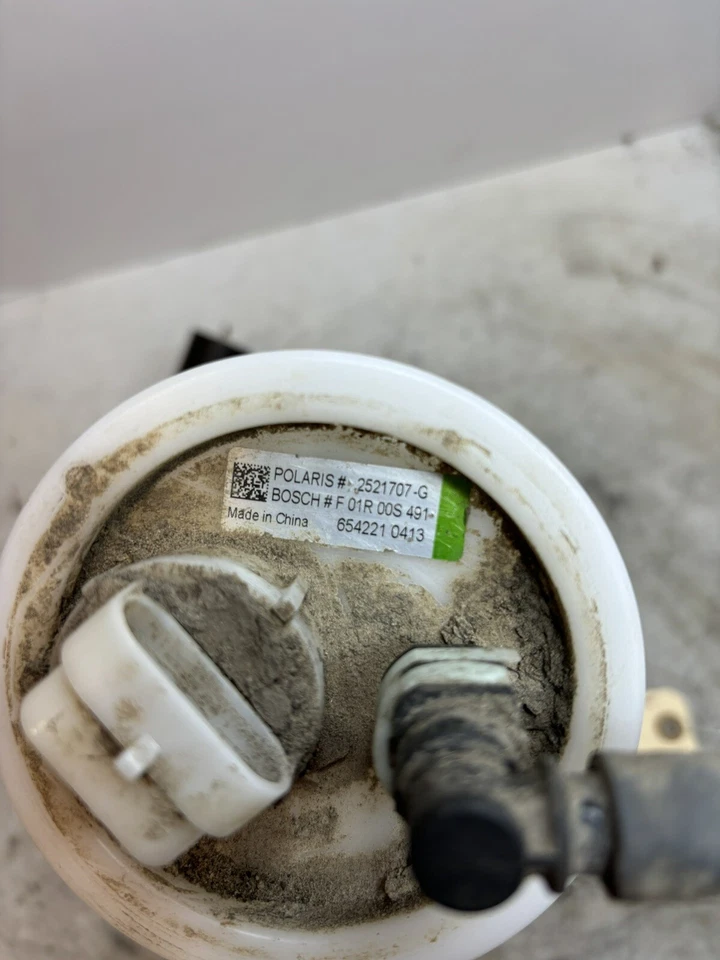 POLARIS #: 2521707-G
BOSCH # F 01R 00S 491
Made in China 654221 0413